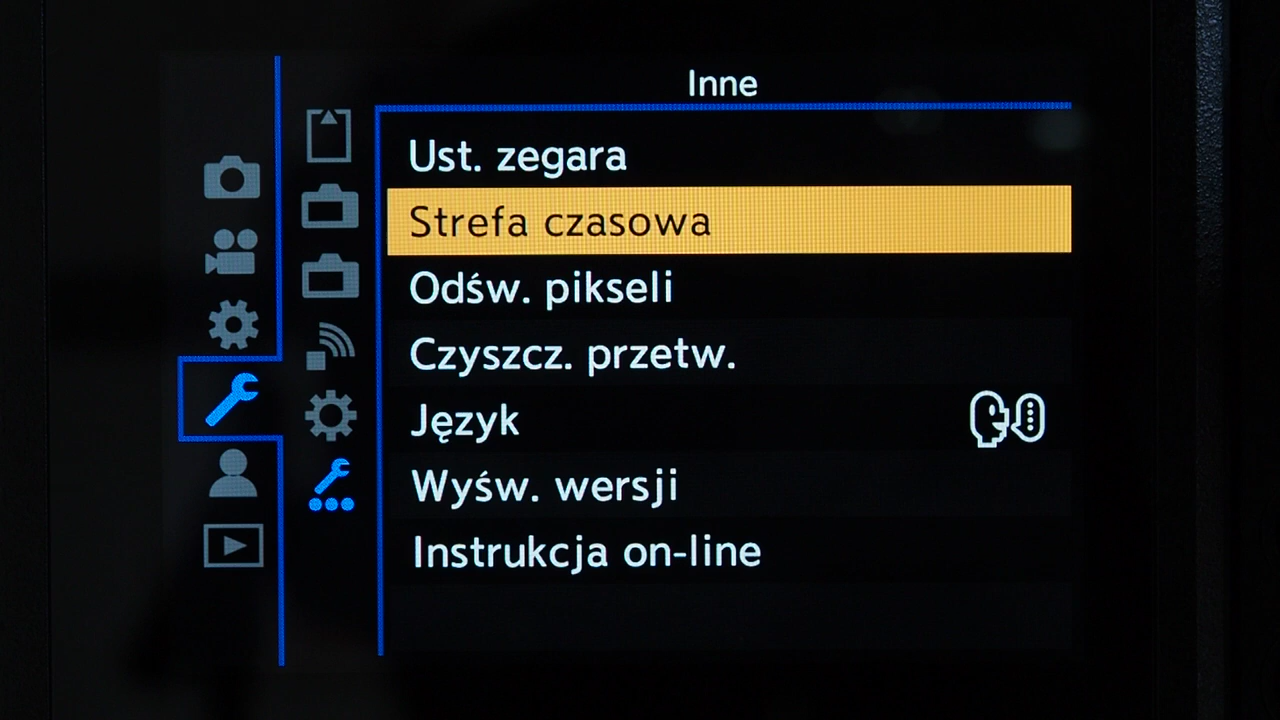 Inne
Ust. zegara
Strefa czasowa
Odśw. pikseli
Czyszcz. przetw.
Język
Wyśw. wersji
Instrukcja on-line